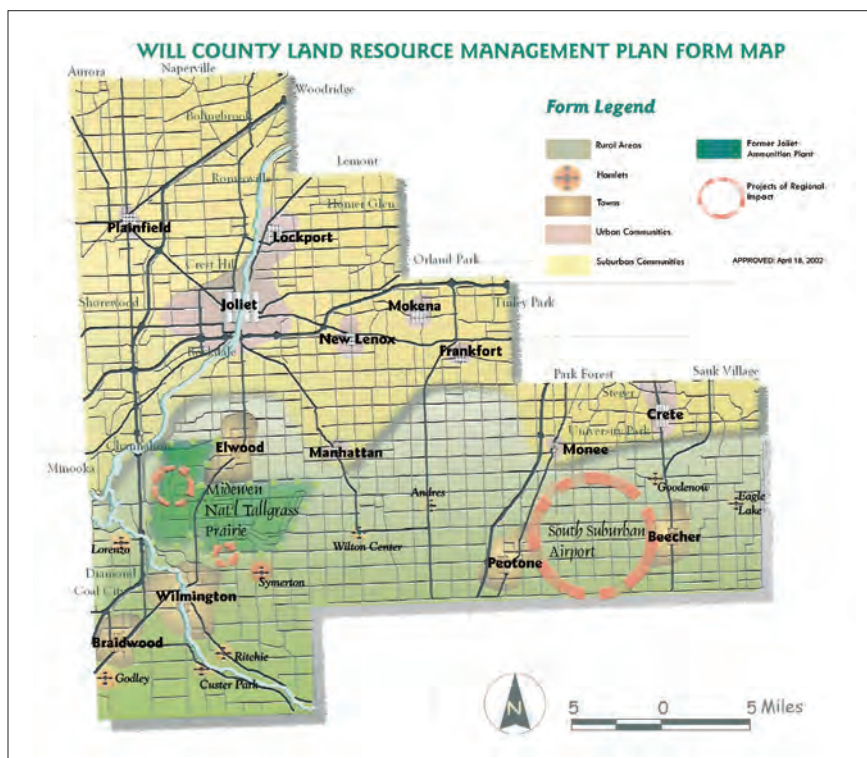 WILL COUNTY LAND RESOURCE MANAGEMENT PLAN FORM MAP
Aurora
Naperville
Woodridge
Bolingbrook
Romeoville
Lemont
Homer Glen
Plainfield
Lockport
Crest Hill
Orland Park
Shorewood
Joliet
Mokena
Tinley Park
New Lenox
Rockdale
Frankfort
Park Forest
Sauk Village
Steger
Crete
University Park
Channahon
Elwood
Manhattan
Monee
Minooka
Midewen
Nat'l Tallgrass
Prairie
Andres
Goodenow
Eagle
Lake
Lorenzo
Wilton Center
South Suburban
Airport
Beecher
Peotone
Diamond
Coal City
Symerton
Wilmington
Braidwood
Ritchie
Godley
Custer Park
Form Legend
Rural Areas
Hamlets
Towns
Urban Communities
Suburban Communities
Former Joliet
Ammunition Plant
Projects of Regional
Impact
APPROVED: April 18, 2002
N
5 0 5 Miles